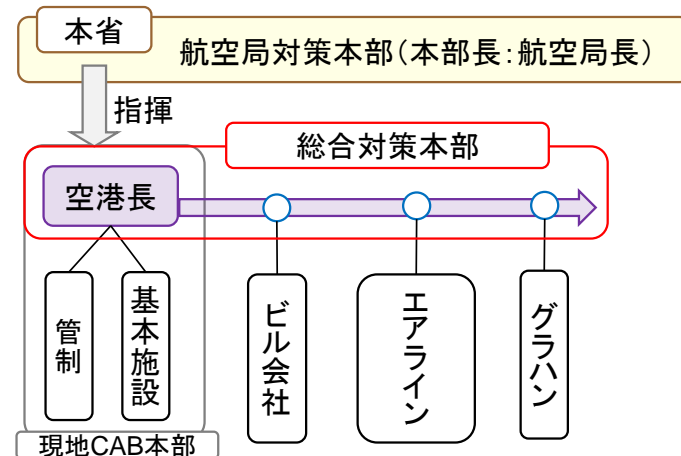 本省
航空局対策本部(本部長:航空局長)
指揮
総合対策本部
空港長
管制
基本施設
ビル会社
エアライン
グラハン
現地CAB本部